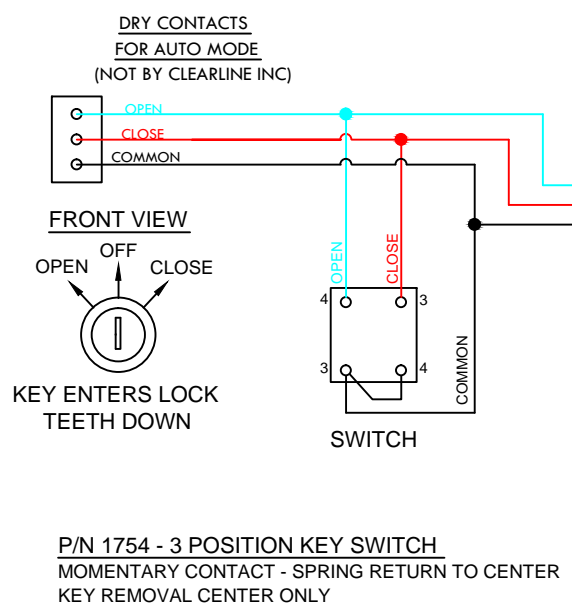 DRY CONTACTS
FOR AUTO MODE
(NOT BY CLEARLINE INC)
OPEN
CLOSE
COMMON
FRONT VIEW
OFF
OPEN
CLOSE
KEY ENTERS LOCK
TEETH DOWN
OPEN
CLOSE
4
3
3
4
COMMON
SWITCH
P/N 1754 - 3 POSITION KEY SWITCH
MOMENTARY CONTACT - SPRING RETURN TO CENTER
KEY REMOVAL CENTER ONLY